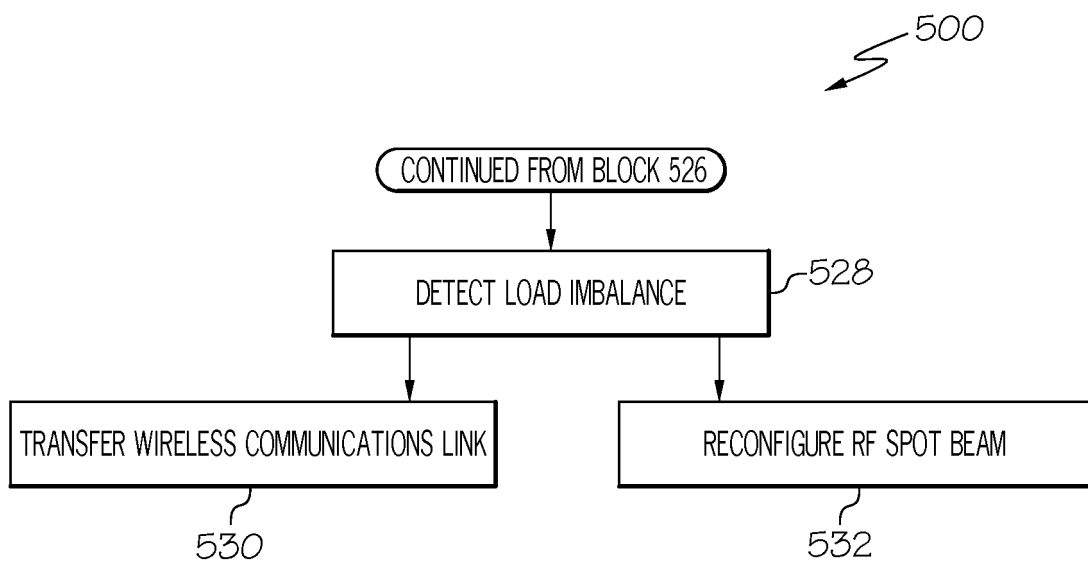 500
CONTINUED FROM BLOCK 526
DETECT LOAD IMBALANCE
528
TRANSFER WIRELESS COMMUNICATIONS LINK
RECONFIGURE RF SPOT BEAM
530
532